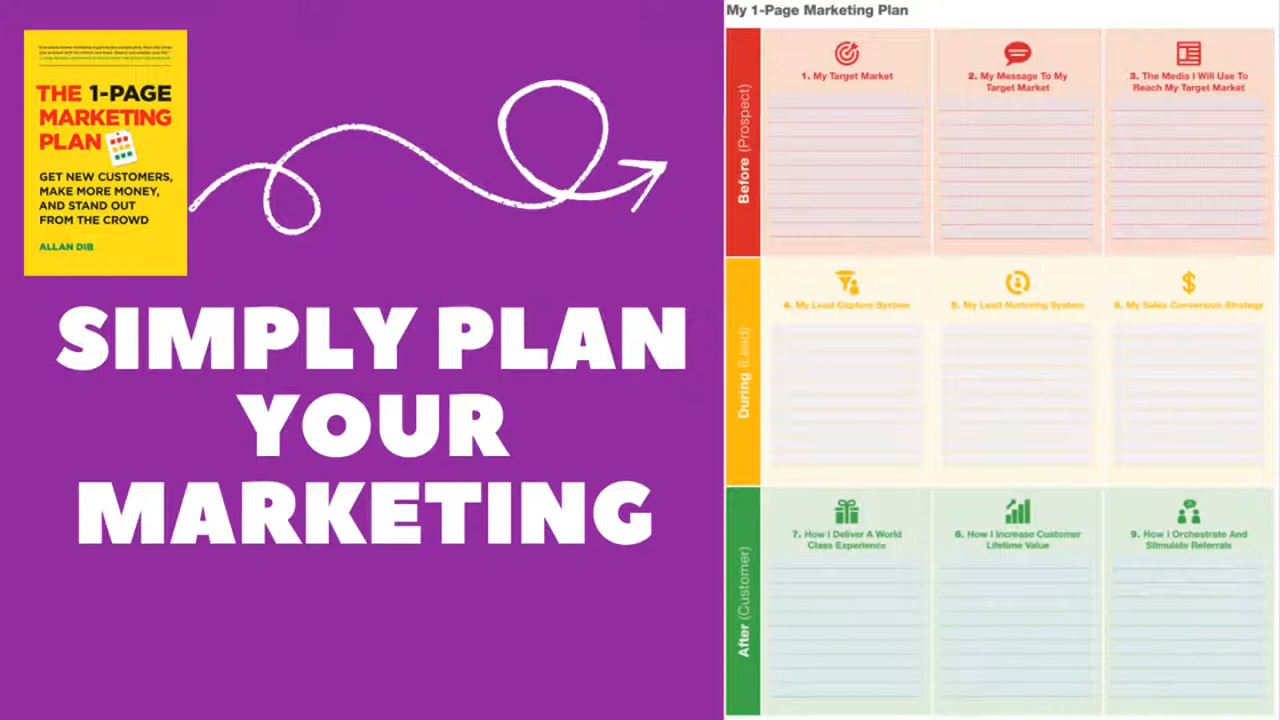 THE 1-PAGE
MARKETING
PLAN
GET NEW CUSTOMERS,
MAKE MORE MONEY,
AND STAND OUT
FROM THE CROWD
ALLAN DIB
SIMPLY PLAN
YOUR
MARKETING
My 1-Page Marketing Plan
Before (Prospect)
1. My Target Market
2. My Message To My
Target Market
3. The Media I Will Use To
Reach My Target Market
During (Lead)
4. My Lead Capture System
5. My Lead Nurturing System
6. My Sales Conversion Strategy
After (Customer)
7. How I Deliver A World
Class Experience
8. How I Increase Customer
Lifetime Value
9. How I Orchestrate And
Stimulate Referrals